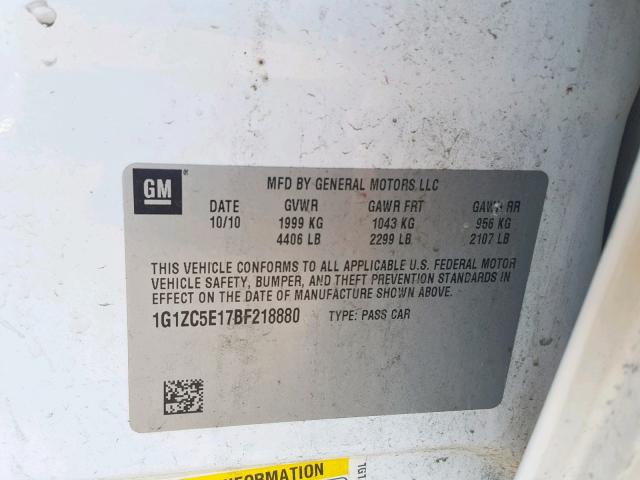 GM ® MFD BY GENERAL MOTORS LLC
DATE GVWR GAWR FRT GAWR RR
10/10 1999 KG 1043 KG 956 KG
4406 LB 2299 LB 2107 LB
THIS VEHICLE CONFORMS TO ALL APPLICABLE U.S. FEDERAL MOTOR
VEHICLE SAFETY, BUMPER, AND THEFT PREVENTION STANDARDS IN
EFFECT ON THE DATE OF MANUFACTURE SHOWN ABOVE.
1G1ZC5E17BF218880 TYPE: PASS CAR
INFORMATION